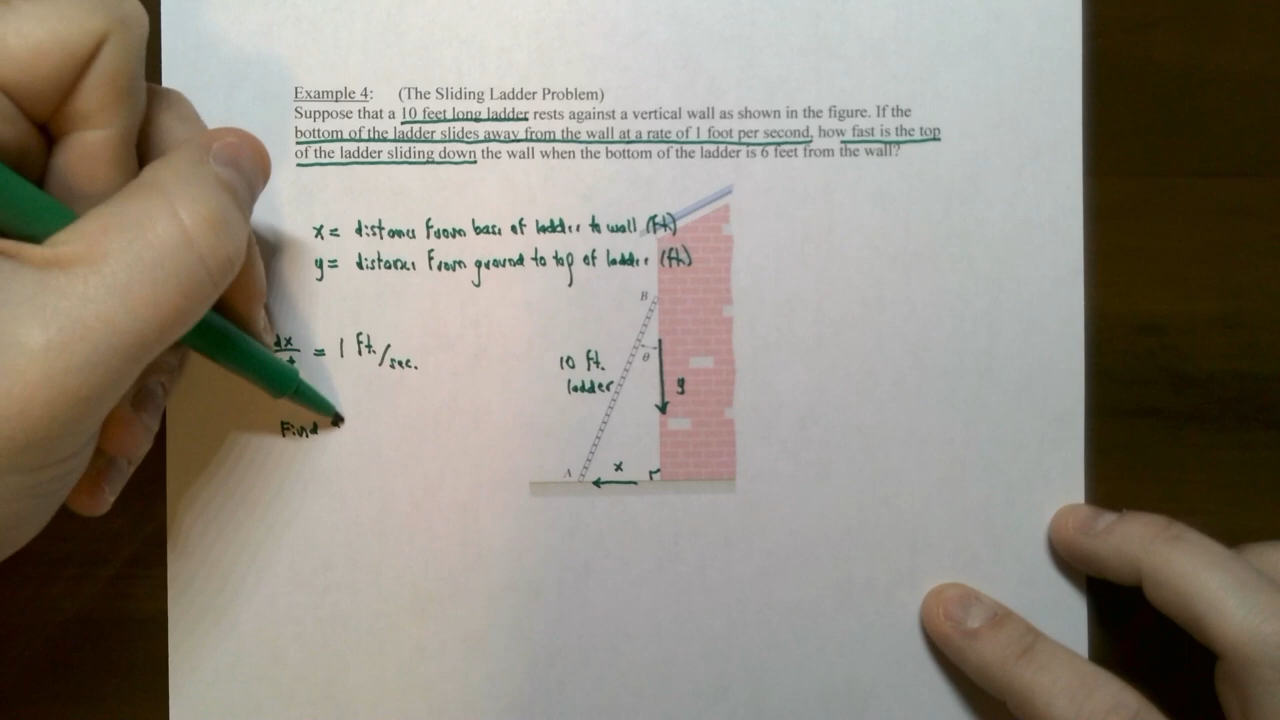 Example 4: (The Sliding Ladder Problem)
Suppose that a 10 feet long ladder rests against a vertical wall as shown in the figure. If the
bottom of the ladder slides away from the wall at a rate of 1 foot per second, how fast is the top
of the ladder sliding down the wall when the bottom of the ladder is 6 feet from the wall?
x = distance from base of ladder to wall (ft)
y = distance from ground to top of ladder (ft)
B
dx = 1 ft./sec.
θ
10 ft.
ladder
y
Find
x
A